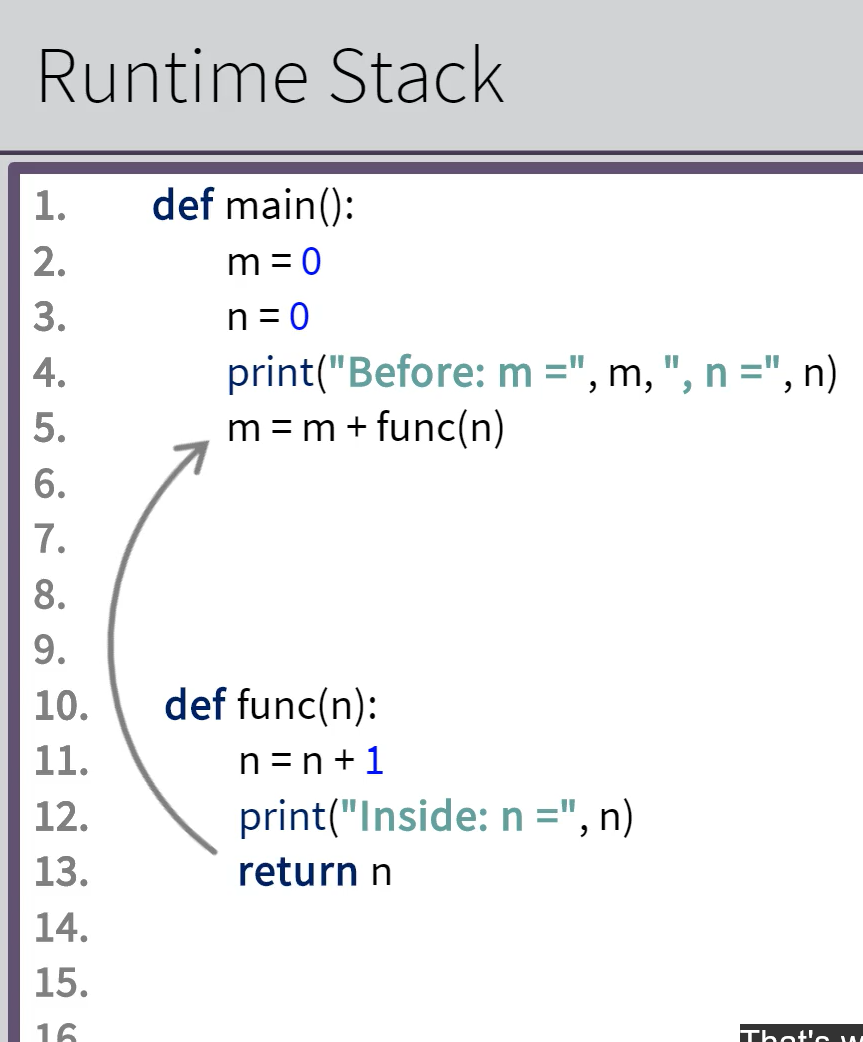 Runtime Stack
1. def main():
2. m = 0
3. n = 0
4. print("Before: m =", m, ", n =", n)
5. m = m + func(n)
6.
7.
8.
9.
10. def func(n):
11. n = n + 1
12. print("Inside: n =", n)
13. return n
14.
15.
16
That's